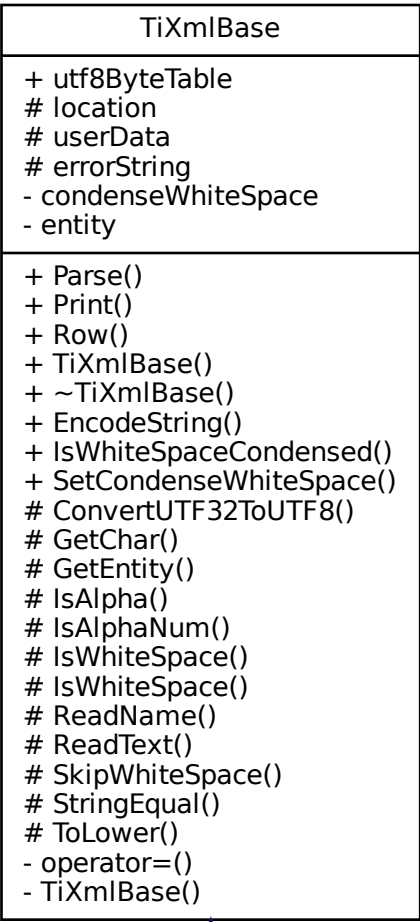 TiXmlBase
+ utf8ByteTable
# location
# userData
# errorString
- condenseWhiteSpace
- entity
+ Parse()
+ Print()
+ Row()
+ TiXmlBase()
+ ~TiXmlBase()
+ EncodeString()
+ IsWhiteSpaceCondensed()
+ SetCondenseWhiteSpace()
# ConvertUTF32ToUTF8()
# GetChar()
# GetEntity()
# IsAlpha()
# IsAlphaNum()
# IsWhiteSpace()
# IsWhiteSpace()
# ReadName()
# ReadText()
# SkipWhiteSpace()
# StringEqual()
# ToLower()
- operator=()
- TiXmlBase()